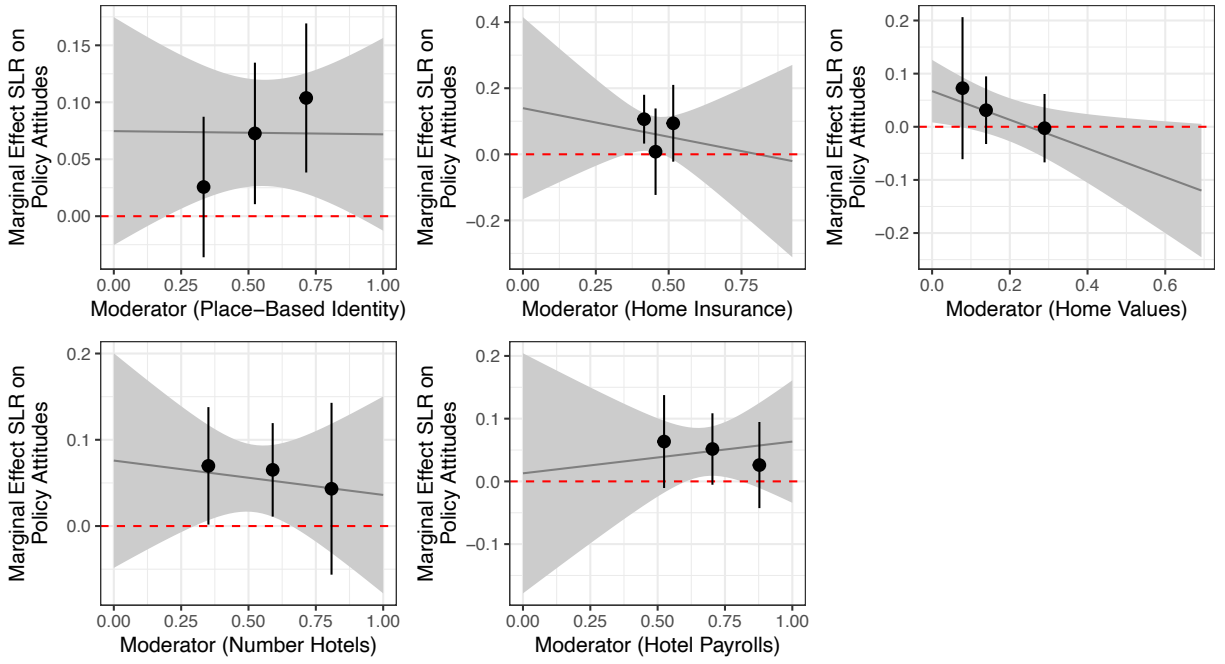 Marginal Effect SLR on
Policy Attitudes
0.15
0.10
0.05
0.00
0.00 0.25 0.50 0.75 1.00
Moderator (Place−Based Identity)
Marginal Effect SLR on
Policy Attitudes
0.4
0.2
0.0
−0.2
0.00 0.25 0.50 0.75
Moderator (Home Insurance)
Marginal Effect SLR on
Policy Attitudes
0.2
0.1
0.0
−0.1
−0.2
0.0 0.2 0.4 0.6
Moderator (Home Values)
Marginal Effect SLR on
Policy Attitudes
0.2
0.1
0.0
0.00 0.25 0.50 0.75 1.00
Moderator (Number Hotels)
Marginal Effect SLR on
Policy Attitudes
0.2
0.1
0.0
−0.1
0.00 0.25 0.50 0.75 1.00
Moderator (Hotel Payrolls)